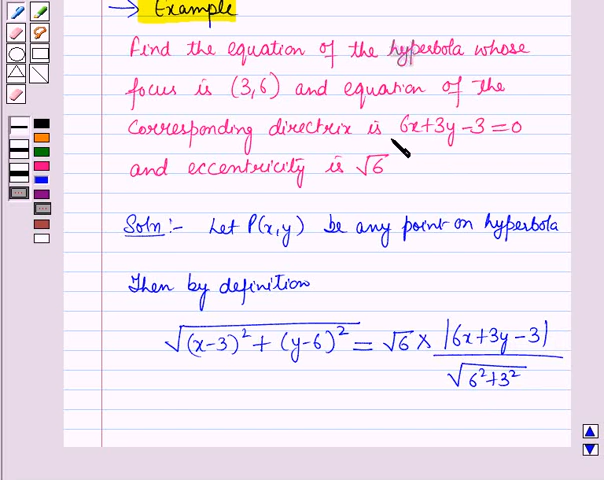 → Example
Find the equation of the hyperbola whose
focus is (3,6) and equation of the
corresponding directrix is 6x+3y-3=0
and eccentricity is √6
Soln:- Let P(x,y) be any point on hyperbola
Then by definition
√((x-3)²+(y-6)²) = √6 × |6x+3y-3| / √(6²+3²)